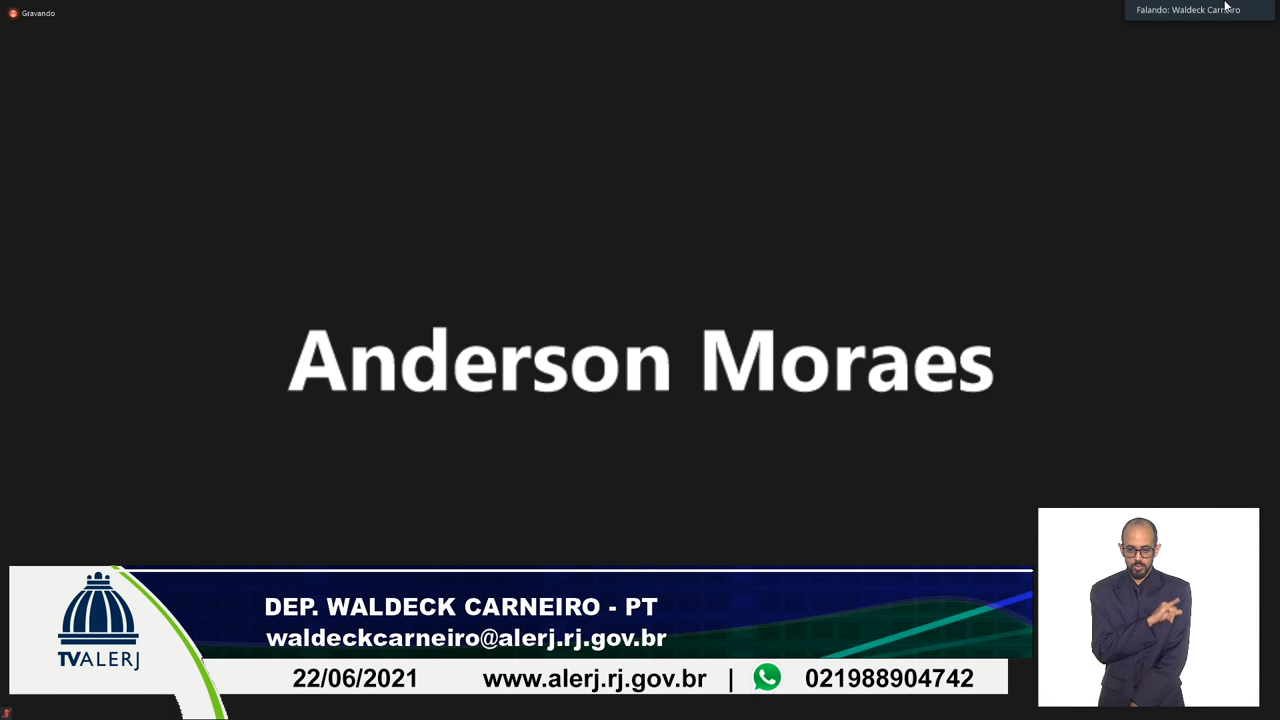 Gravando
Falando: Waldeck Carneiro
Anderson Moraes
DEP. WALDECK CARNEIRO - PT
waldeckcarneiro@alerj.rj.gov.br
TVALERJ
22/06/2021 www.alerj.rj.gov.br | 021988904742